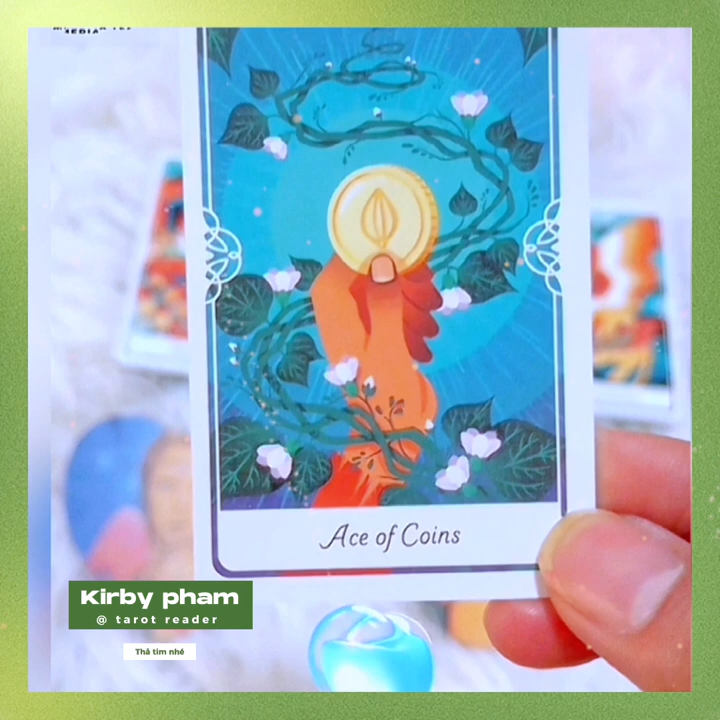 Ace of Coins
Kirby pham
@ tarot reader
Thả tim nhé